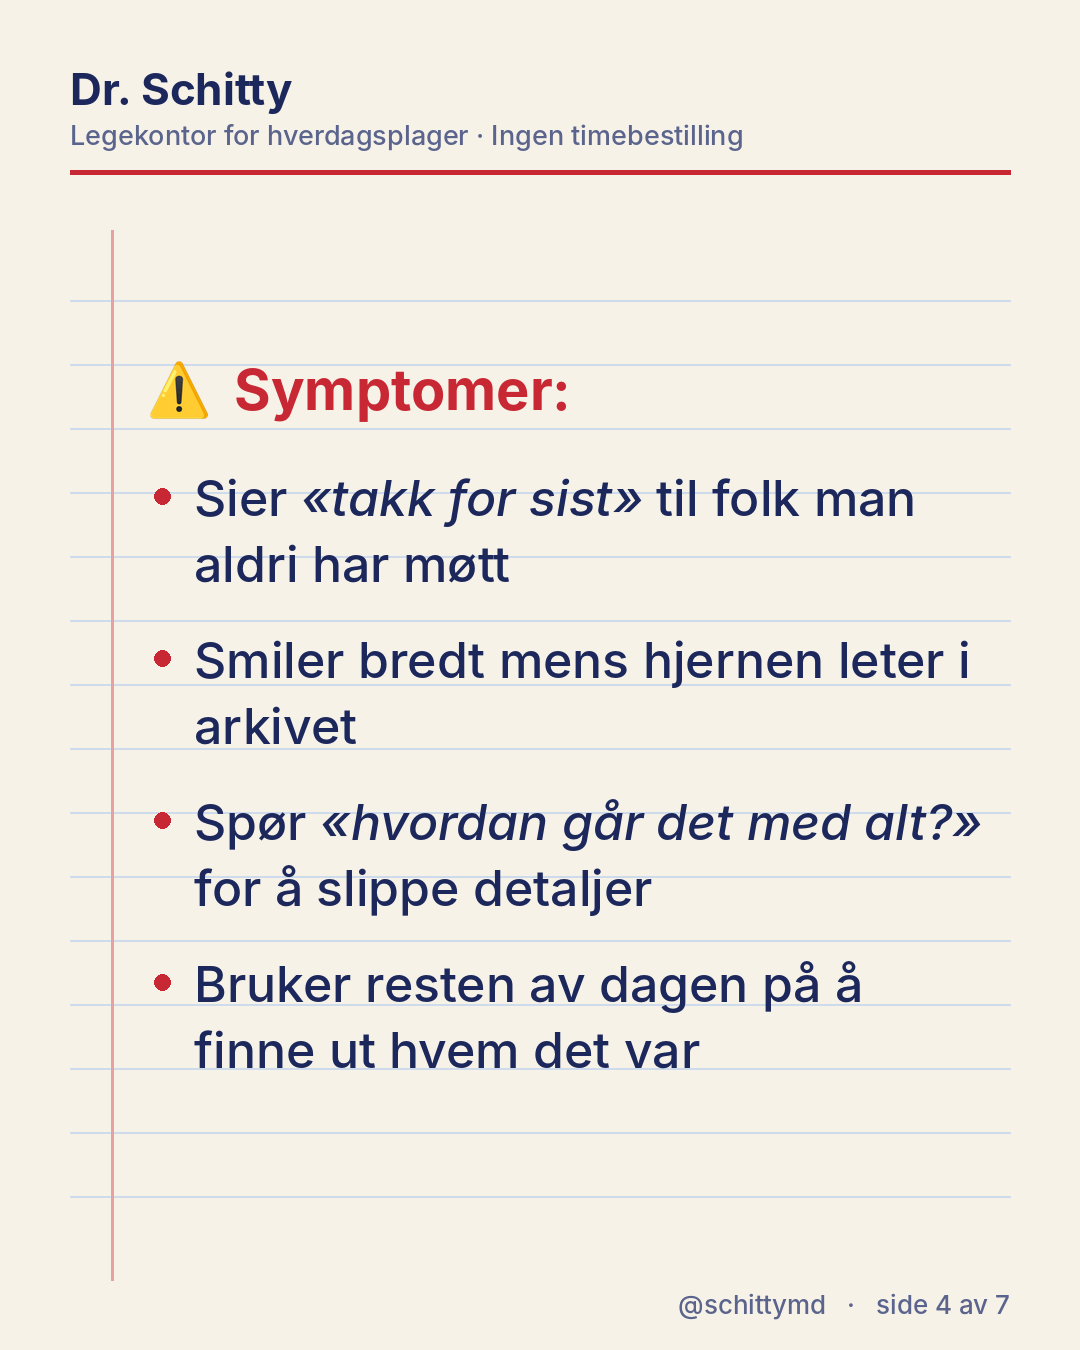 Dr. Schitty
Legekontor for hverdagsplager · Ingen timebestilling
⚠️ Symptomer:
• Sier «takk for sist» til folk man
aldri har møtt
• Smiler bredt mens hjernen leter i
arkivet
• Spør «hvordan går det med alt?»
for å slippe detaljer
• Bruker resten av dagen på å
finne ut hvem det var
@schittymd · side 4 av 7